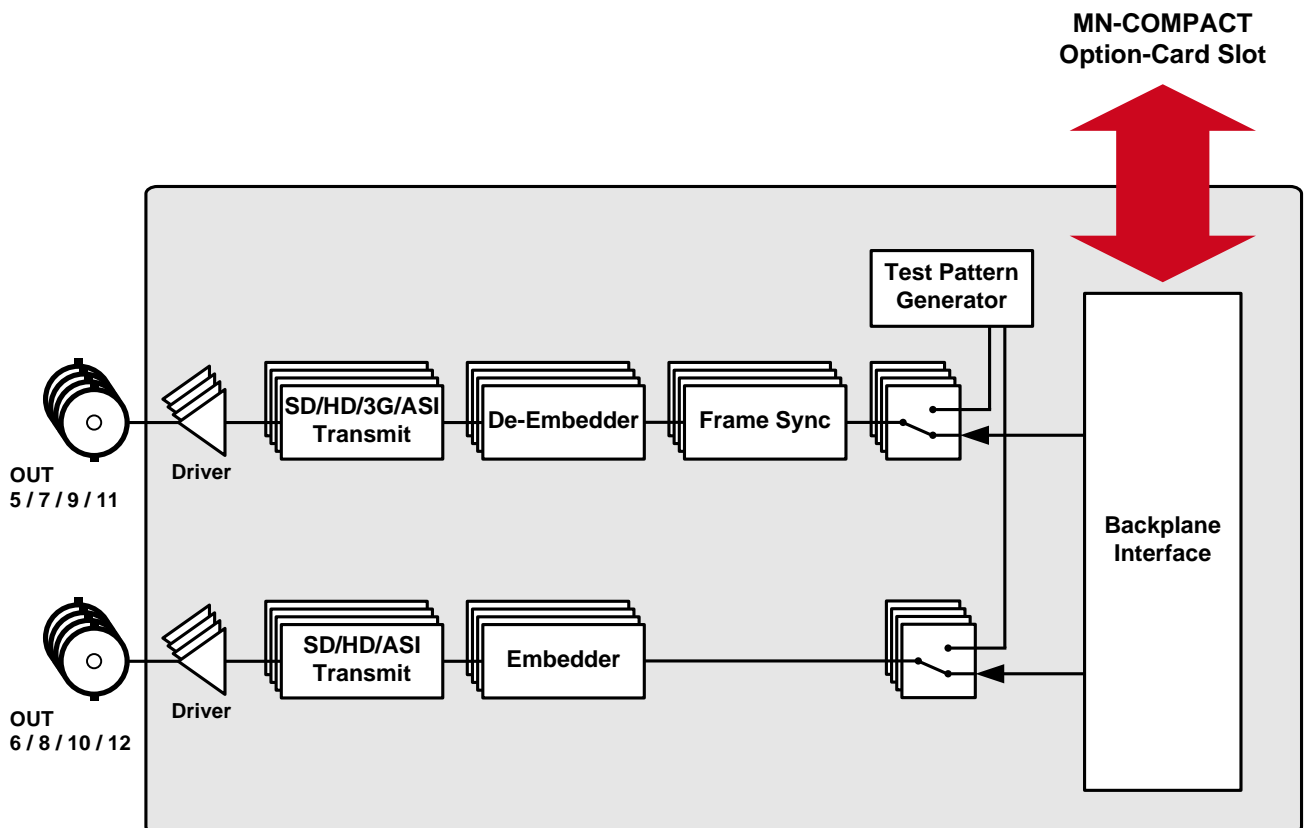 MN-COMPACT
Option-Card Slot
Test Pattern
Generator
SD/HD/3G/ASI
Transmit
De-Embedder
Frame Sync
Driver
OUT
5 / 7 / 9 / 11
Backplane
Interface
SD/HD/ASI
Transmit
Embedder
Driver
OUT
6 / 8 / 10 / 12